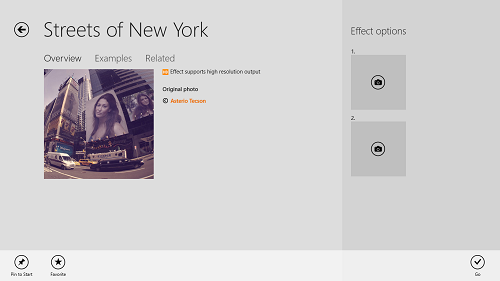 Streets of New York
Overview Examples Related
HD Effect supports high resolution output
Original photo
© Asterio Tecson
Effect options
1.
2.
Pin to Start
Favorite
Go